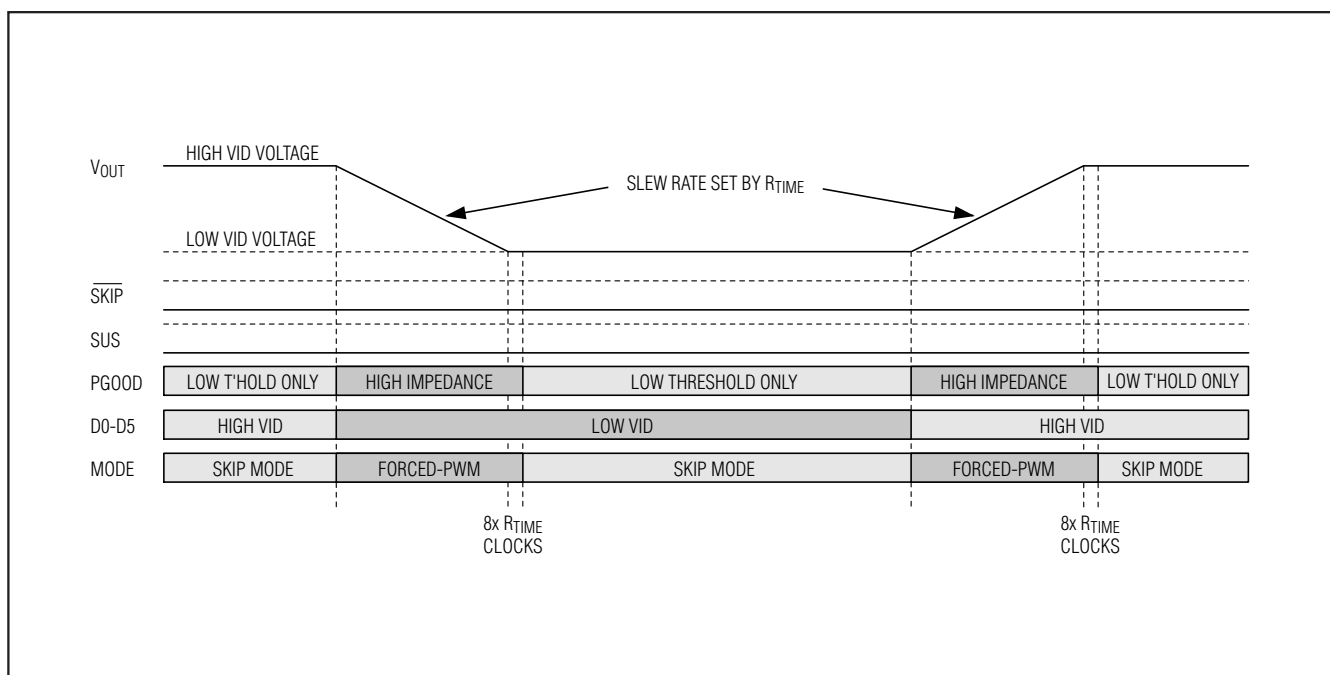 HIGH VID VOLTAGE
VOUT
SLEW RATE SET BY RTIME
LOW VID VOLTAGE
SKIP
SUS
PGOOD LOW T'HOLD ONLY HIGH IMPEDANCE LOW THRESHOLD ONLY HIGH IMPEDANCE LOW T'HOLD ONLY
D0-D5 HIGH VID LOW VID HIGH VID
MODE SKIP MODE FORCED-PWM SKIP MODE FORCED-PWM SKIP MODE
8x RTIME 8x RTIME
CLOCKS CLOCKS